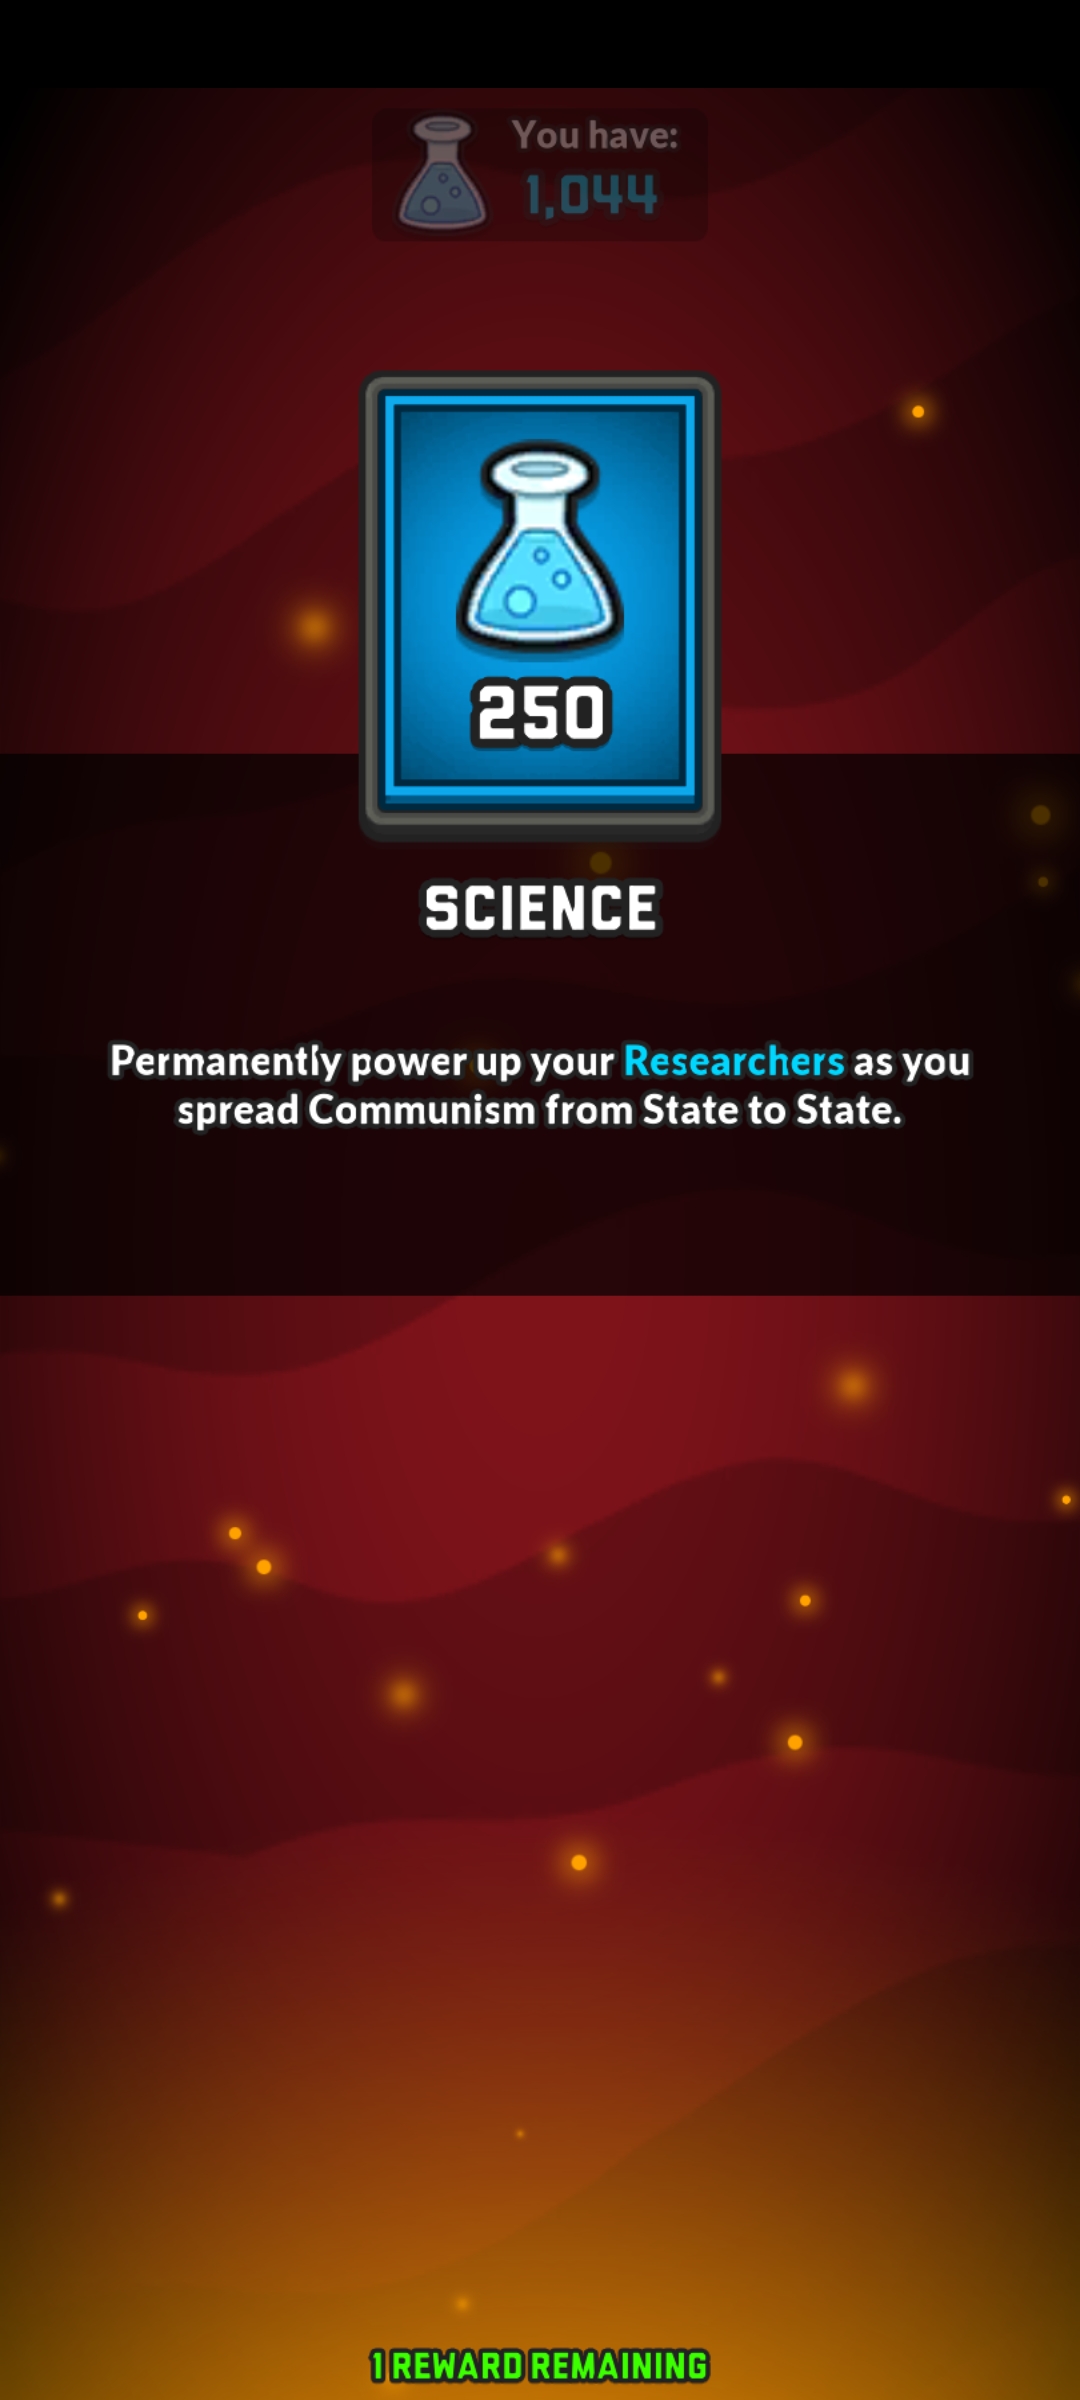 You have:
1,044
250
SCIENCE
Permanently power up your Researchers as you
spread Communism from State to State.
1 REWARD REMAINING